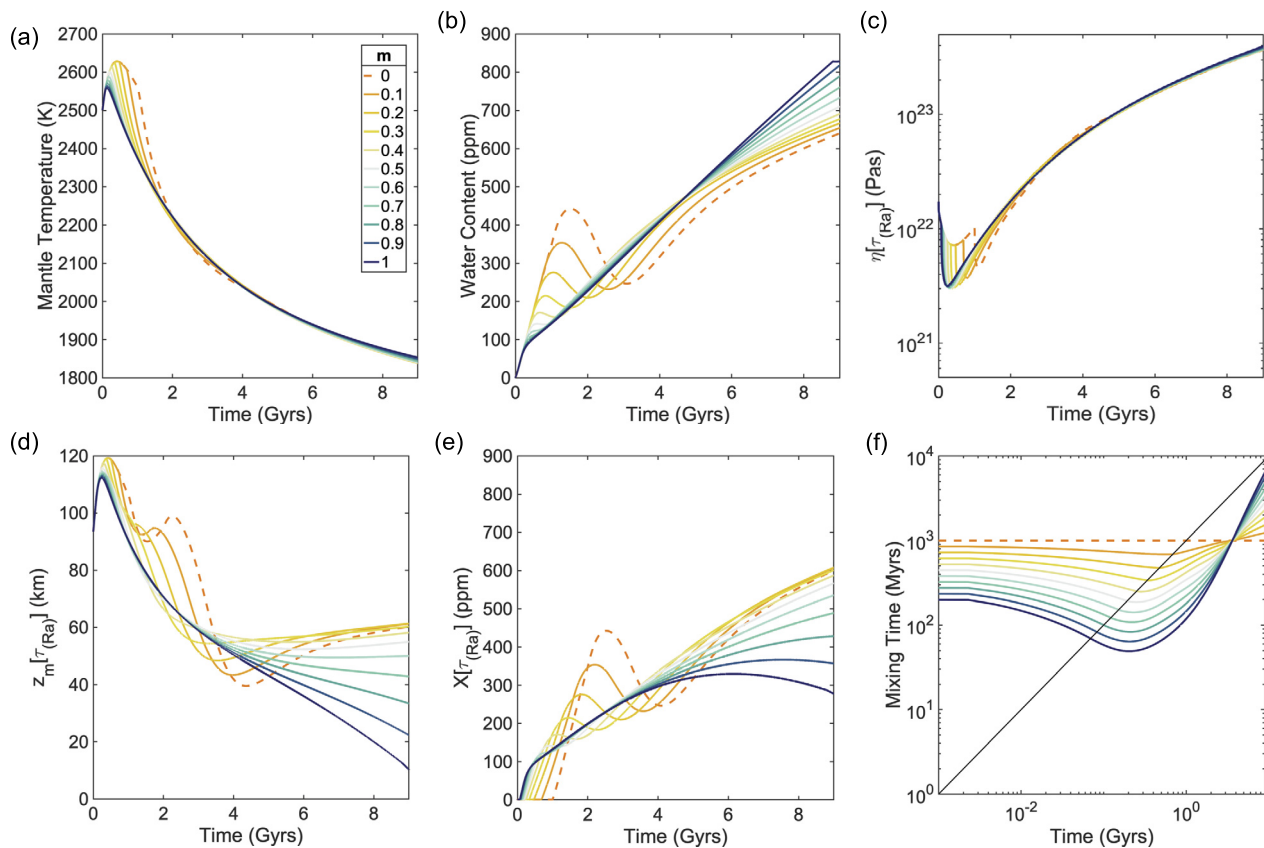 (a)
2700
2600
2500
2400
2300
2200
2100
2000
1900
1800
0 2 4 6 8
Mantle Temperature (K)
Time (Gyrs)
m
0
0.1
0.2
0.3
0.4
0.5
0.6
0.7
0.8
0.9
1
(b)
900
800
700
600
500
400
300
200
100
0
0 2 4 6 8
Water Content (ppm)
Time (Gyrs)
(c)
10^23
10^22
10^21
0 2 4 6 8
η[τ(Ra)] (Pas)
Time (Gyrs)
(d)
120
100
80
60
40
20
0
0 2 4 6 8
z_m[τ(Ra)] (km)
Time (Gyrs)
(e)
900
800
700
600
500
400
300
200
100
0
0 2 4 6 8
X[τ(Ra)] (ppm)
Time (Gyrs)
(f)
10^4
10^3
10^2
10^1
10^0
10^-2 10^0
Mixing Time (Myrs)
Time (Gyrs)